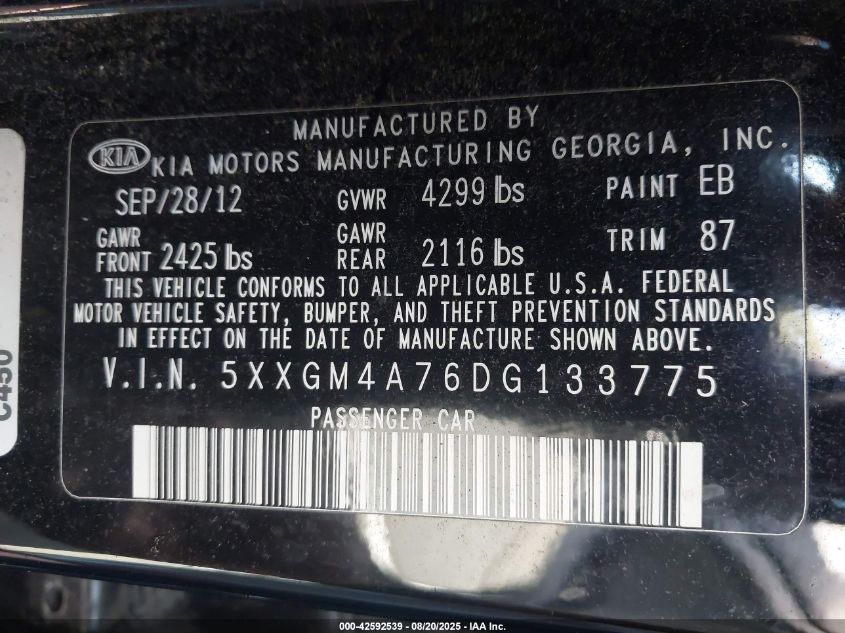 MANUFACTURED BY
KIA KIA MOTORS MANUFACTURING GEORGIA, INC.
SEP/28/12 GVWR 4299 lbs PAINT EB
GAWR FRONT 2425 lbs GAWR REAR 2116 lbs TRIM 87
THIS VEHICLE CONFORMS TO ALL APPLICABLE U.S.A. FEDERAL
MOTOR VEHICLE SAFETY, BUMPER, AND THEFT PREVENTION STANDARDS
IN EFFECT ON THE DATE OF MANUFACTURE SHOWN ABOVE.
V.I.N. 5XXGM4A76DG133775
PASSENGER CAR
000-42592539 - 08/20/2025 - IAA Inc.